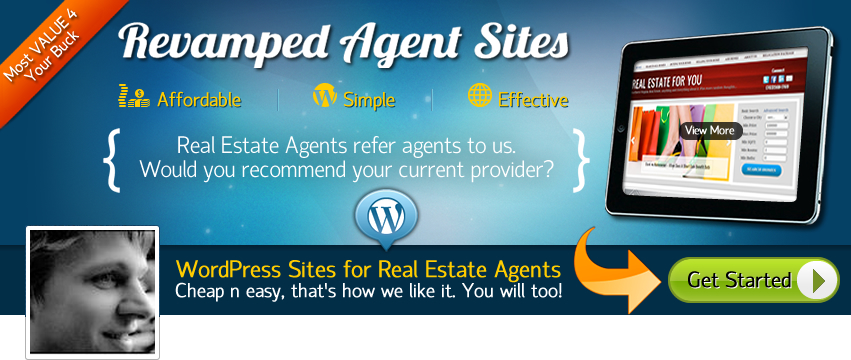 Most VALUE 4
Your Buck
Revamped Agent Sites
Affordable
Simple
Effective
{ Real Estate Agents refer agents to us.
Would you recommend your current provider? }
REAL ESTATE FOR YOU
Connect
View More
WordPress Sites for Real Estate Agents
Cheap n easy, that's how we like it. You will too!
Get Started